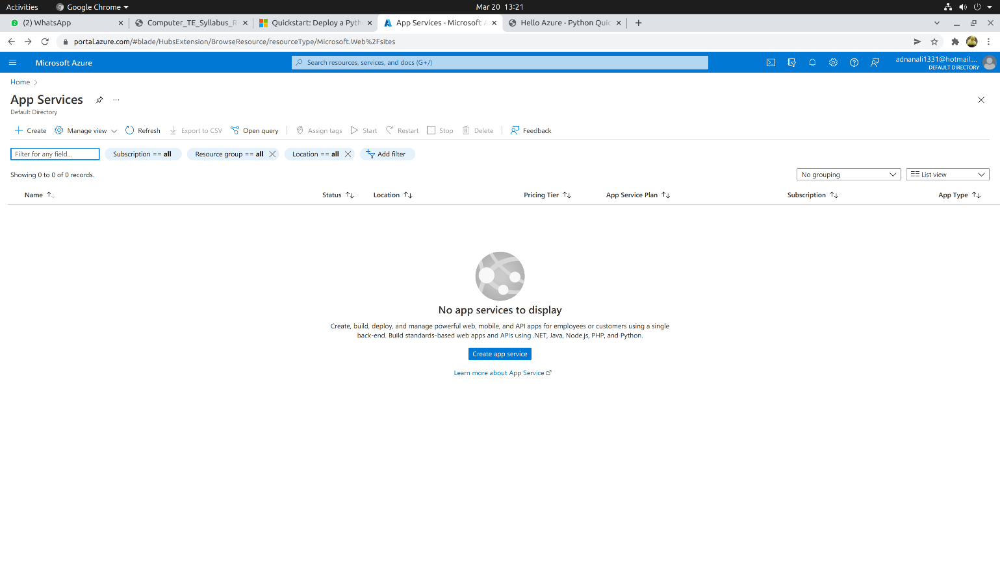 Activities Google Chrome Mar 20 13:21
(2) WhatsApp Computer_TE_Syllabus_R Quickstart: Deploy a Pyth App Services - Microsoft A Hello Azure - Python Quic
portal.azure.com/#blade/HubsExtension/BrowseResource/resourceType/Microsoft.Web%2Fsites
Microsoft Azure Search resources, services, and docs (G+/) adnanali1331@hotmail....
DEFAULT DIRECTORY
Home
App Services ...
Default Directory
Create Manage view Refresh Export to CSV Open query Assign tags Start Restart Stop Delete Feedback
Filter for any field... Subscription == all Resource group == all Location == all Add filter
Showing 0 to 0 of 0 records. No grouping List view
Name Status Location Pricing Tier App Service Plan Subscription App Type
No app services to display
Create, build, deploy, and manage powerful web, mobile, and API apps for employees or customers using a single
back-end. Build standards-based web apps and APIs using .NET, Java, Node.js, PHP, and Python.
Create app service
Learn more about App Service